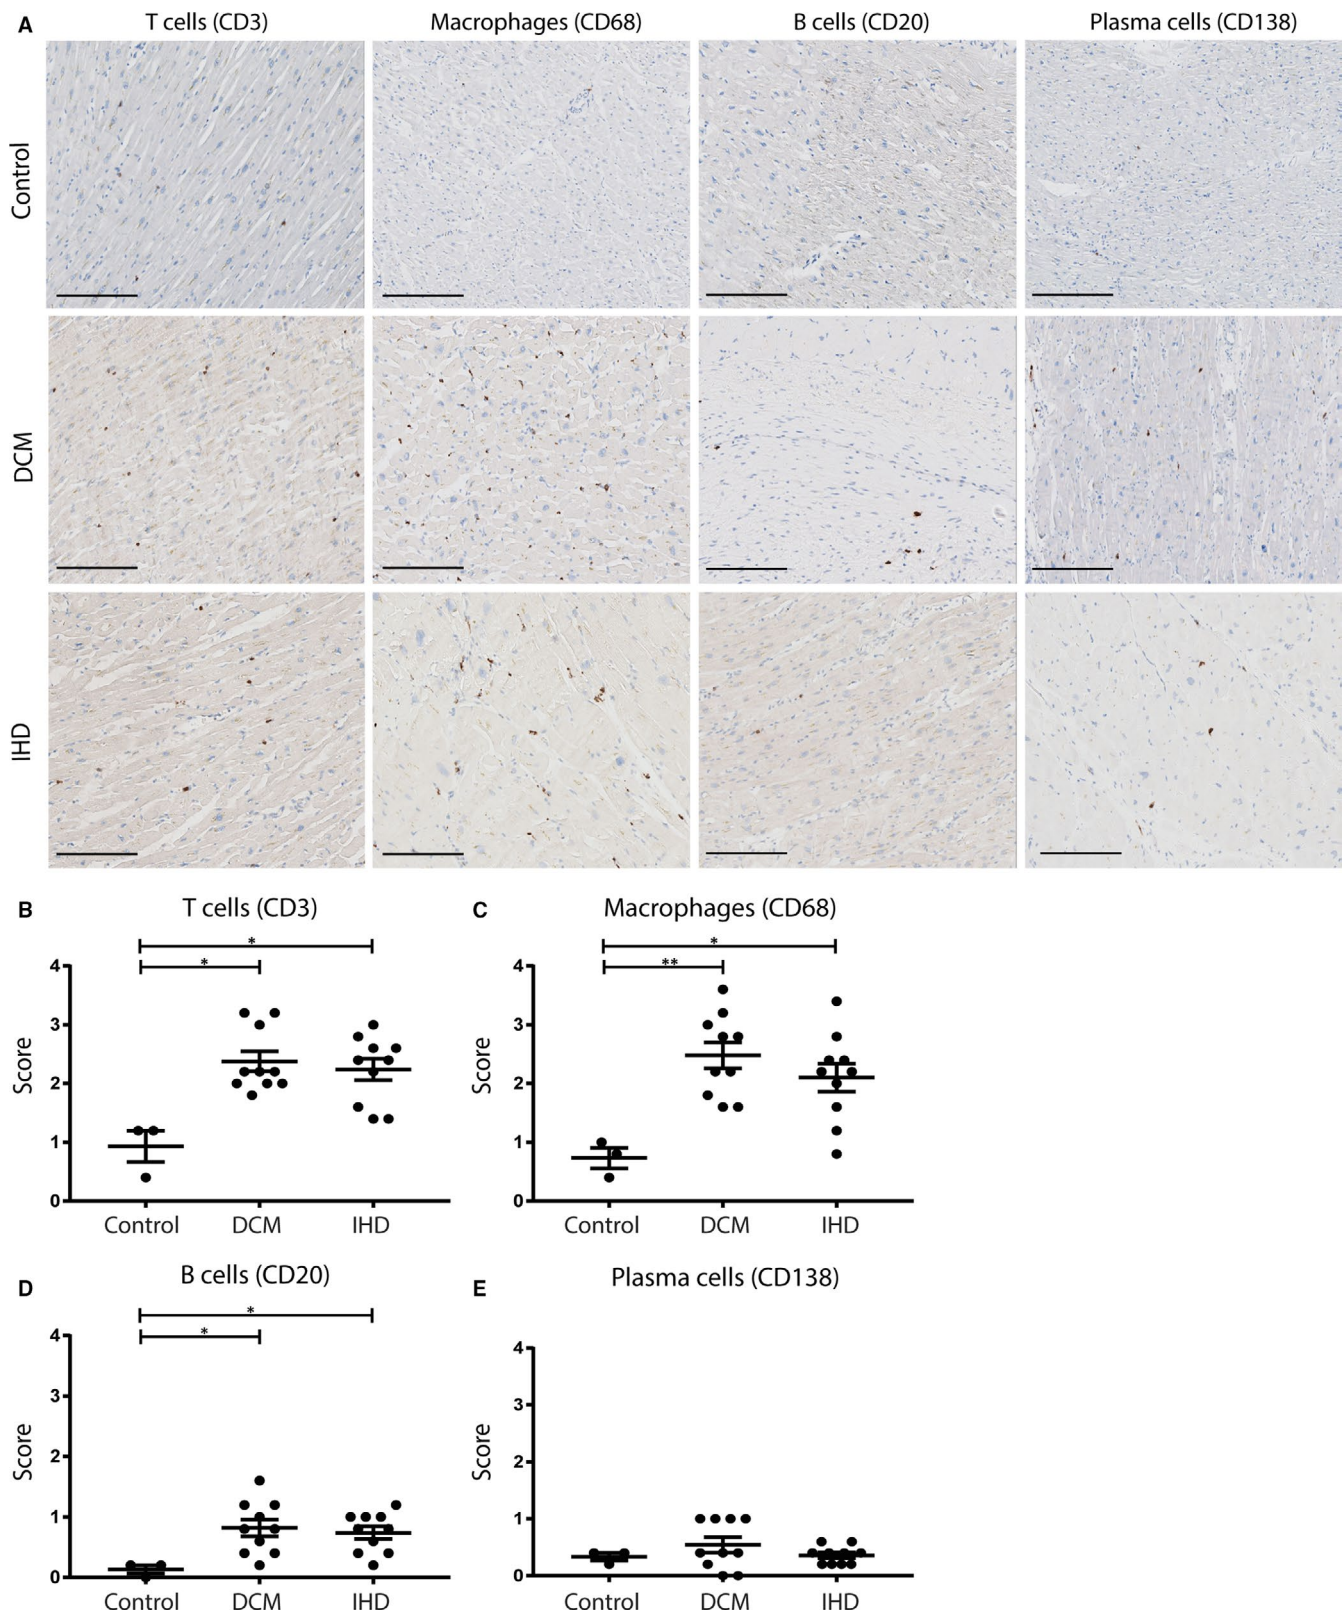 A
T cells (CD3)
Macrophages (CD68)
B cells (CD20)
Plasma cells (CD138)
Control
DCM
IHD
B
T cells (CD3)
*
*
4
3
2
1
0
Score
Control
DCM
IHD
C
Macrophages (CD68)
*
**
4
3
2
1
0
Score
Control
DCM
IHD
D
B cells (CD20)
*
*
4
3
2
1
0
Score
Control
DCM
IHD
E
Plasma cells (CD138)
4
3
2
1
0
Score
Control
DCM
IHD